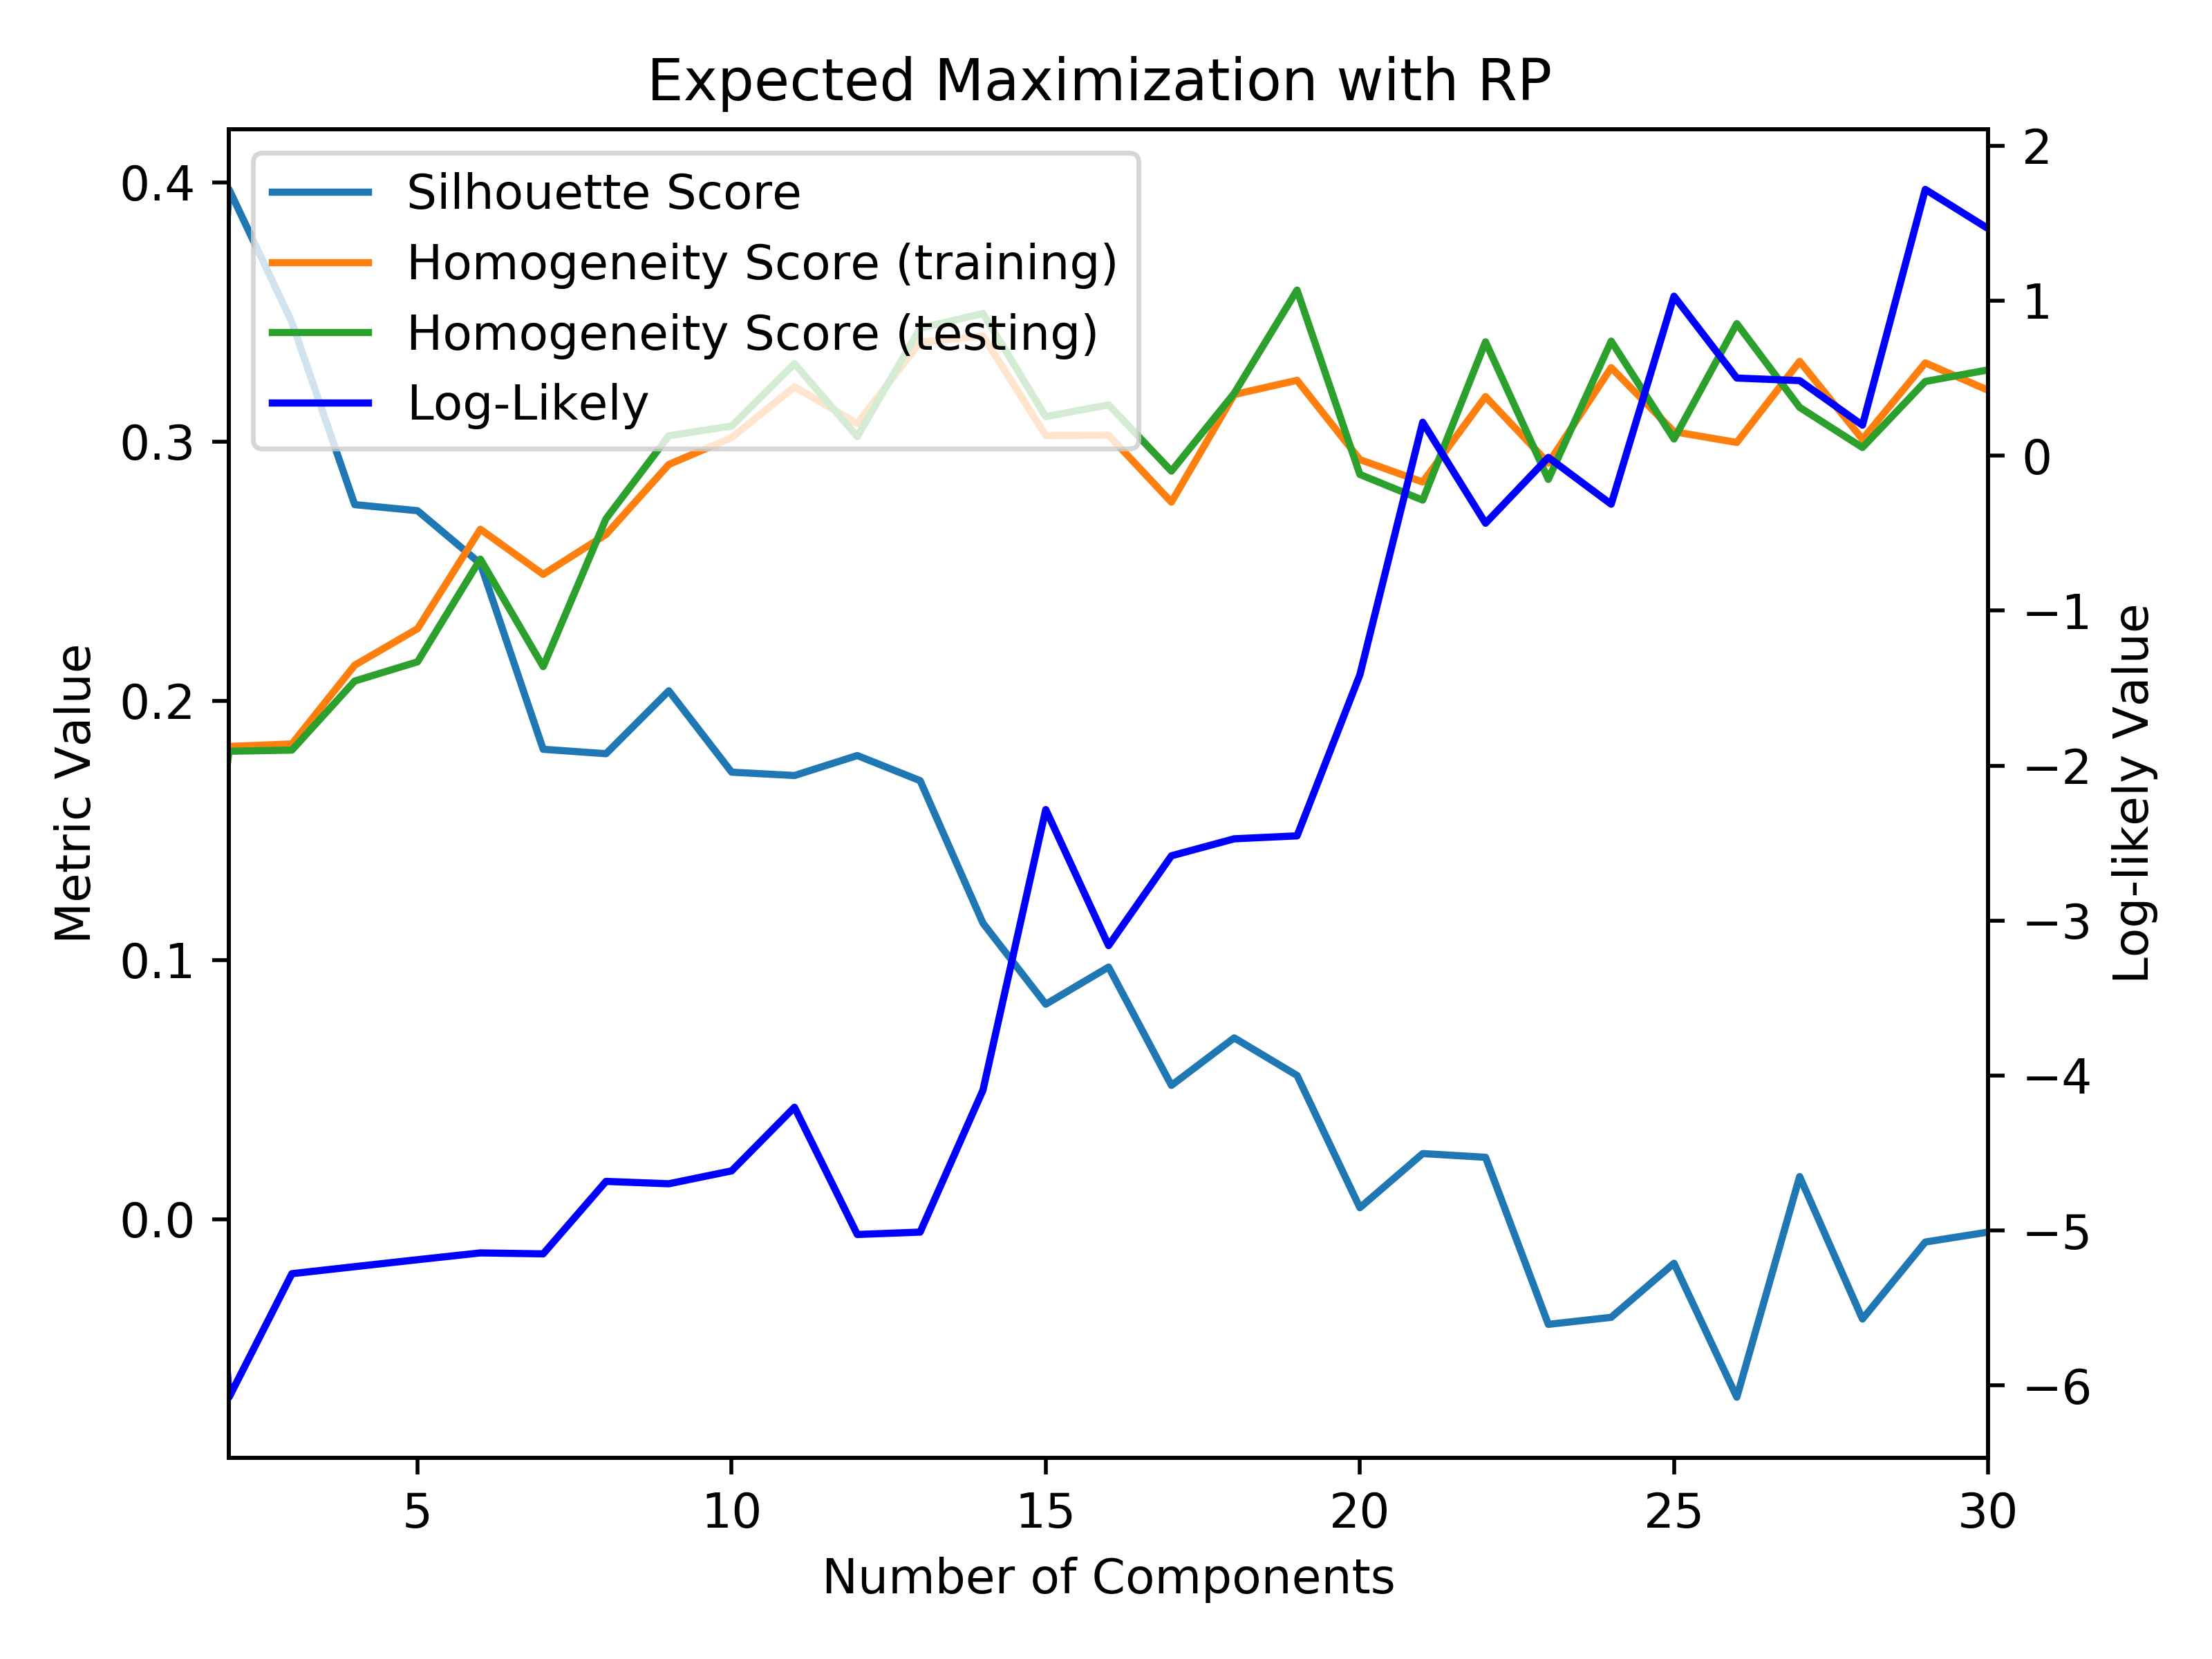 Expected Maximization with RP
Silhouette Score
Homogeneity Score (training)
Homogeneity Score (testing)
Log-Likely
0.4
0.3
0.2
0.1
0.0
Metric Value
2
1
0
−1
−2
−3
−4
−5
−6
Log-likely Value
5 10 15 20 25 30
Number of Components